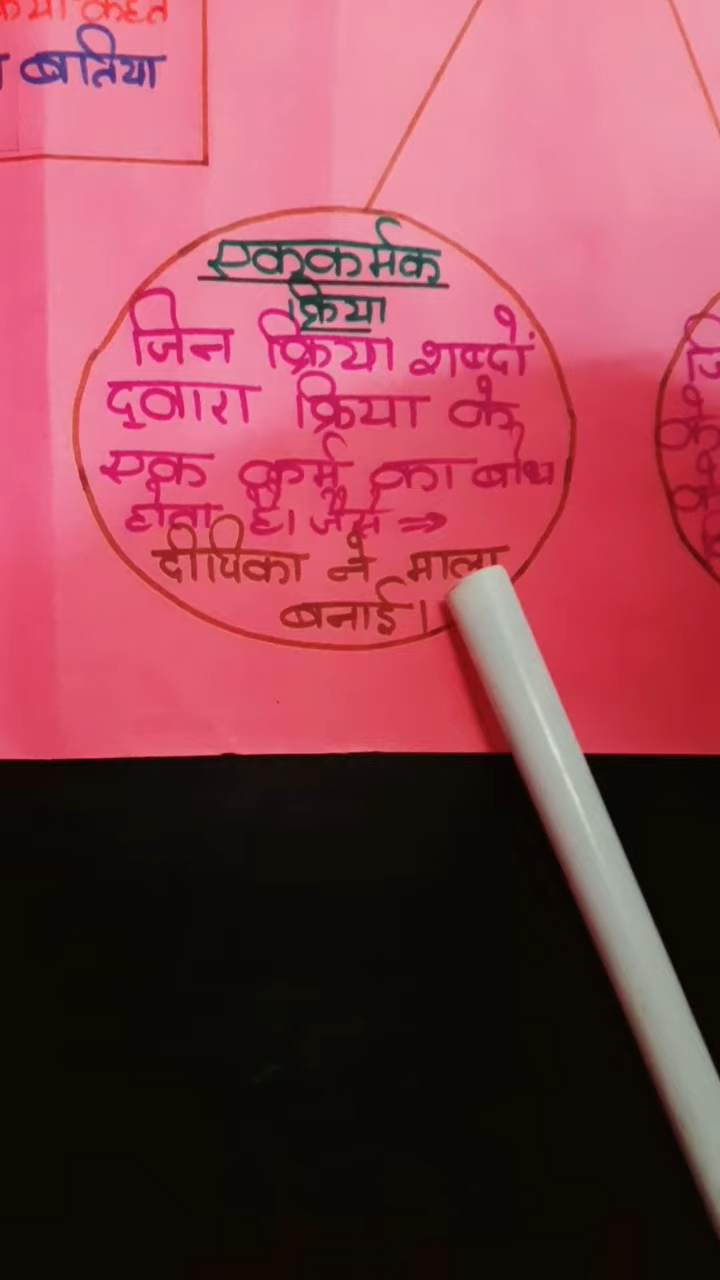 बतिया
एककर्मक
क्रिया
जिन क्रिया शब्दों
द्वारा क्रिया के
एक कर्म का बोध
होता है। जैसे ⇒
दीपिका ने माला
बनाई।